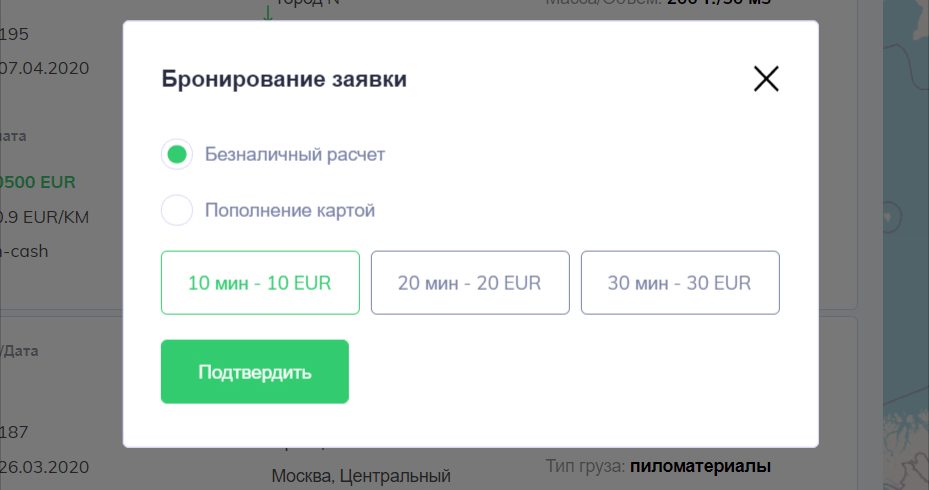 город N
Масса/Объем: 200 т./30 м3
195
07.04.2020
Бронирование заявки
Безналичный расчет
дата
0500 EUR
Пополнение картой
0.9 EUR/KM
n-cash
10 мин - 10 EUR
20 мин - 20 EUR
30 мин - 30 EUR
/Дата
Подтвердить
187
26.03.2020
Москва, Центральный
Тип груза: пиломатериалы